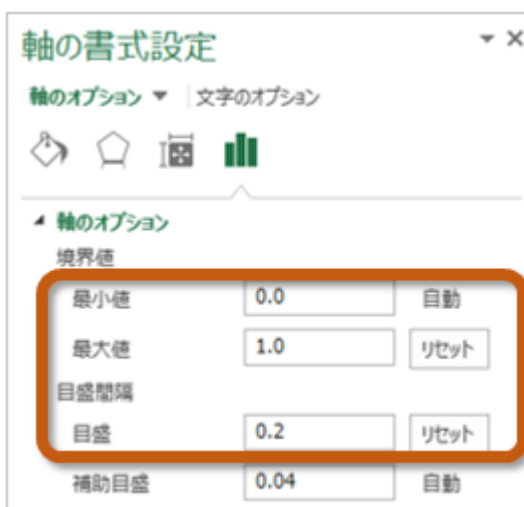 軸の書式設定
軸のオプション 文字のオプション
軸のオプション
境界値
最小値 0.0 自動
最大値 1.0 リセット
目盛間隔
目盛 0.2 リセット
補助目盛 0.04 自動